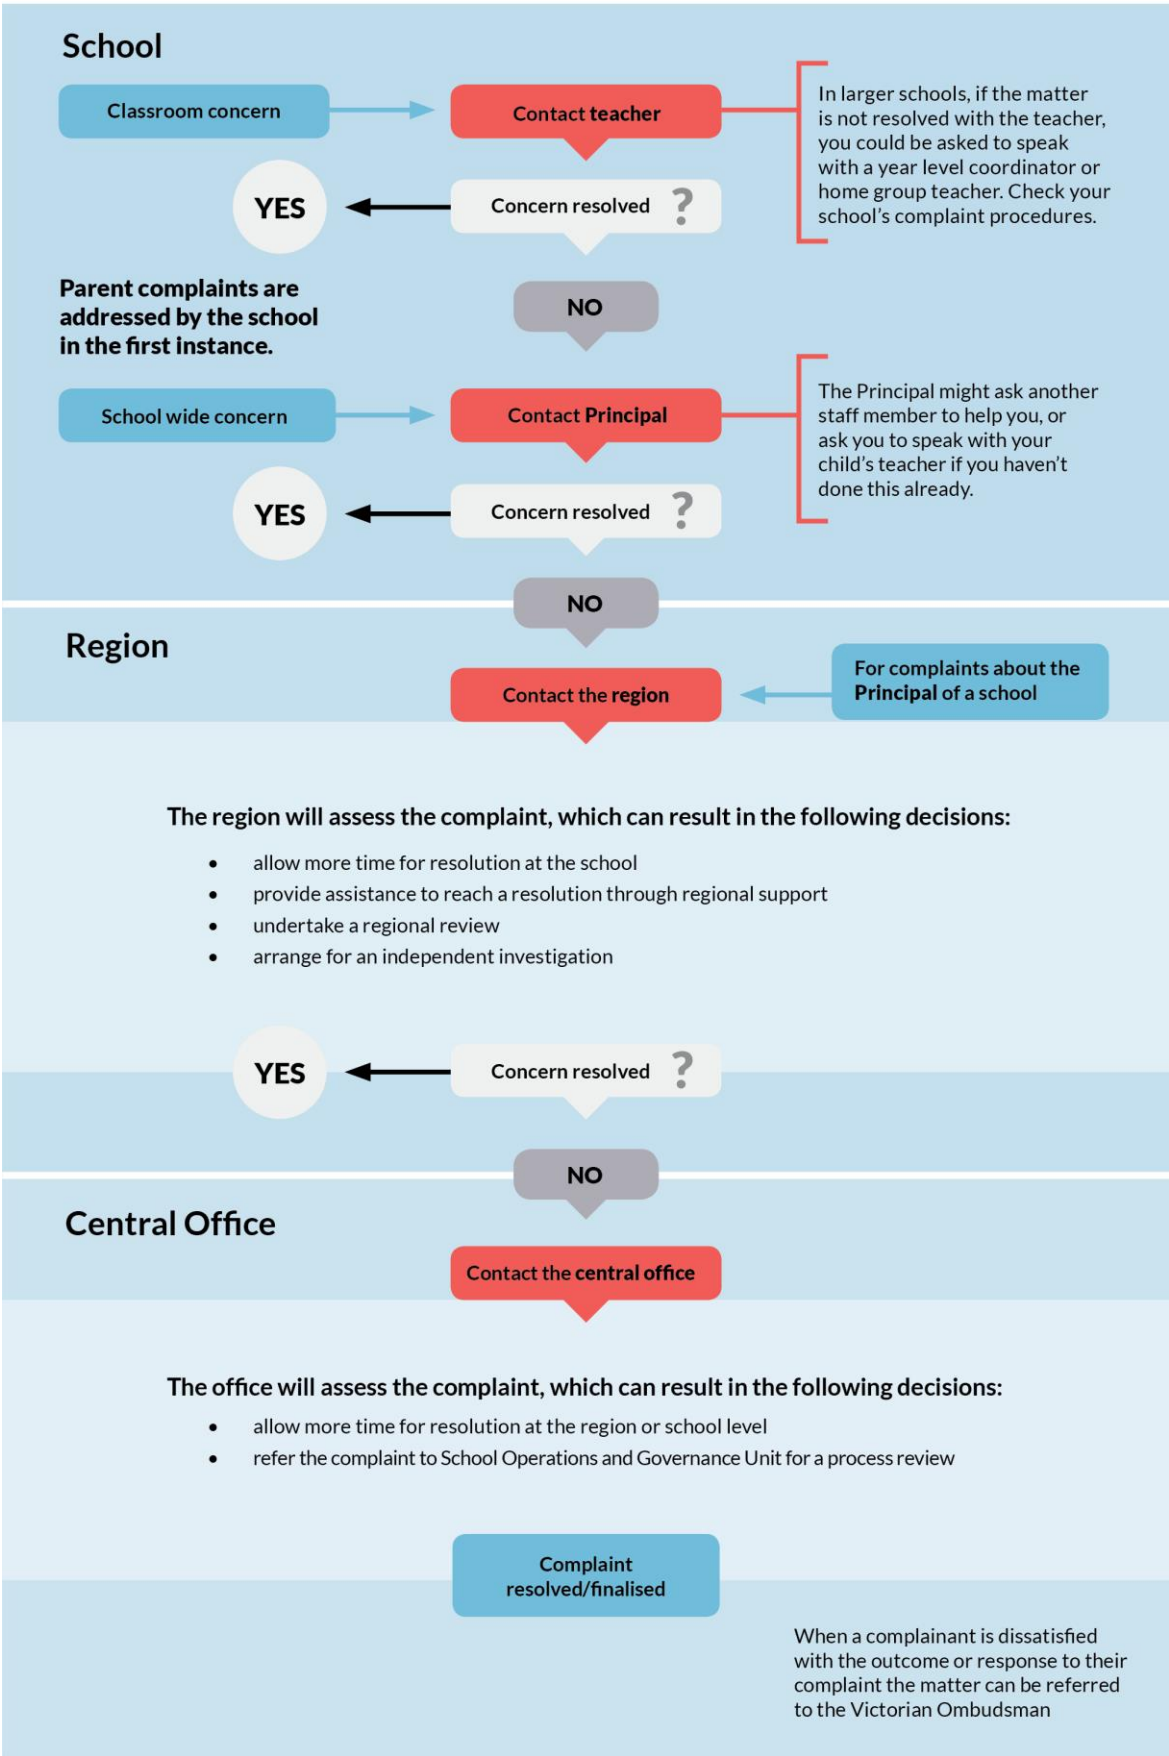 School
Classroom concern
Contact teacher
In larger schools, if the matter
is not resolved with the teacher,
you could be asked to speak
with a year level coordinator or
home group teacher. Check your
school’s complaint procedures.
YES
Concern resolved ?
Parent complaints are
addressed by the school
in the first instance.
NO
School wide concern
Contact Principal
The Principal might ask another
staff member to help you, or
ask you to speak with your
child’s teacher if you haven’t
done this already.
YES
Concern resolved ?
NO
Region
Contact the region
For complaints about the
Principal of a school
The region will assess the complaint, which can result in the following decisions:
• allow more time for resolution at the school
• provide assistance to reach a resolution through regional support
• undertake a regional review
• arrange for an independent investigation
YES
Concern resolved ?
NO
Central Office
Contact the central office
The office will assess the complaint, which can result in the following decisions:
• allow more time for resolution at the region or school level
• refer the complaint to School Operations and Governance Unit for a process review
Complaint
resolved/finalised
When a complainant is dissatisfied
with the outcome or response to their
complaint the matter can be referred
to the Victorian Ombudsman